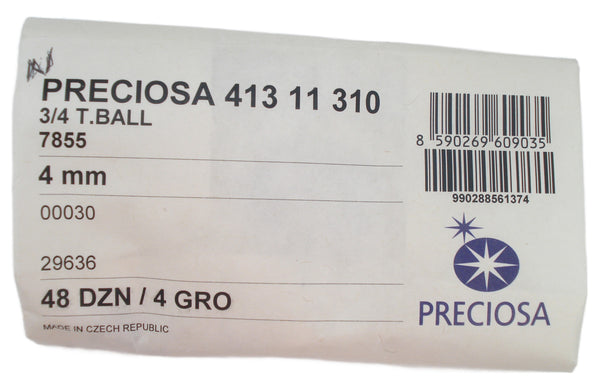 PRECIOSA 413 11 310
3/4 T.BALL
7855
4 mm
00030
29636
48 DZN / 4 GRO
MADE IN CZECH REPUBLIC
8 590269 609035
990288561374
PRECIOSA